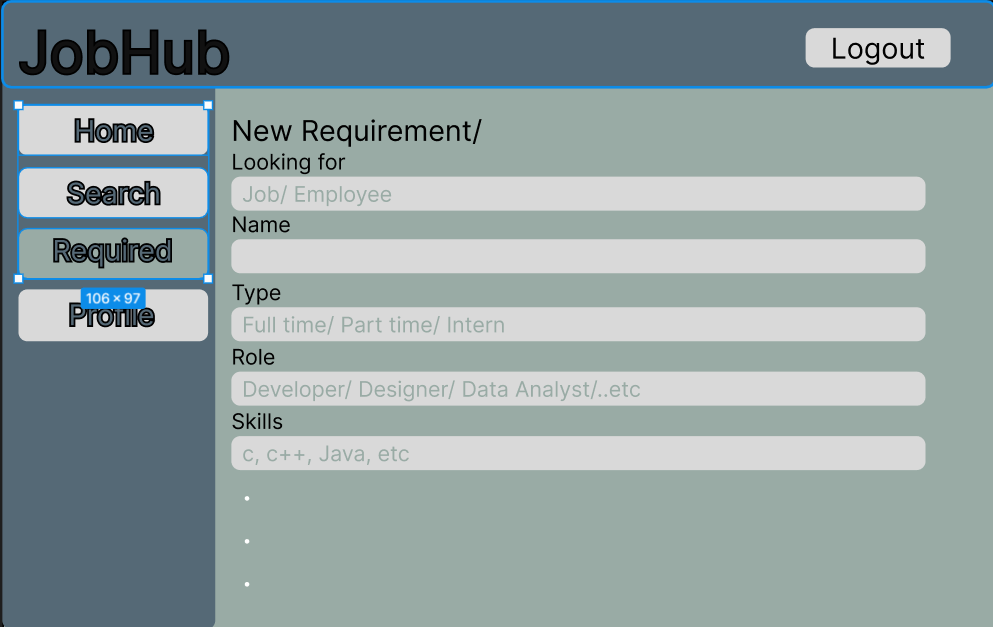 JobHub
Logout
Home
Search
Required
106 × 97
Profile
New Requirement/
Looking for
Job/ Employee
Name
Type
Full time/ Part time/ Intern
Role
Developer/ Designer/ Data Analyst/..etc
Skills
c, c++, Java, etc